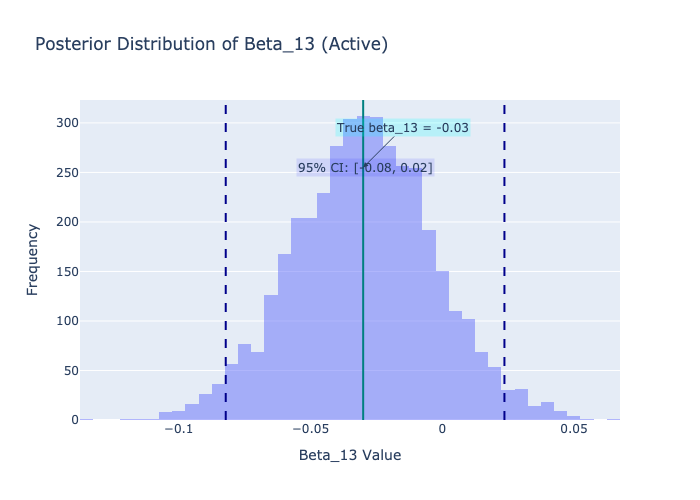 Posterior Distribution of Beta_13 (Active)
300
True beta_13 = -0.03
250
95% CI: [-0.08, 0.02]
200
Frequency
150
100
50
0
−0.1
−0.05
0
0.05
Beta_13 Value